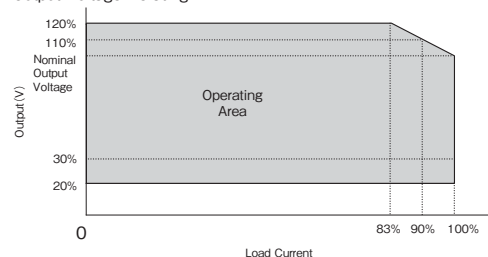 120%
110%
Nominal
Output
Voltage
Output (V)
Operating
Area
30%
20%
0
83% 90% 100%
Load Current